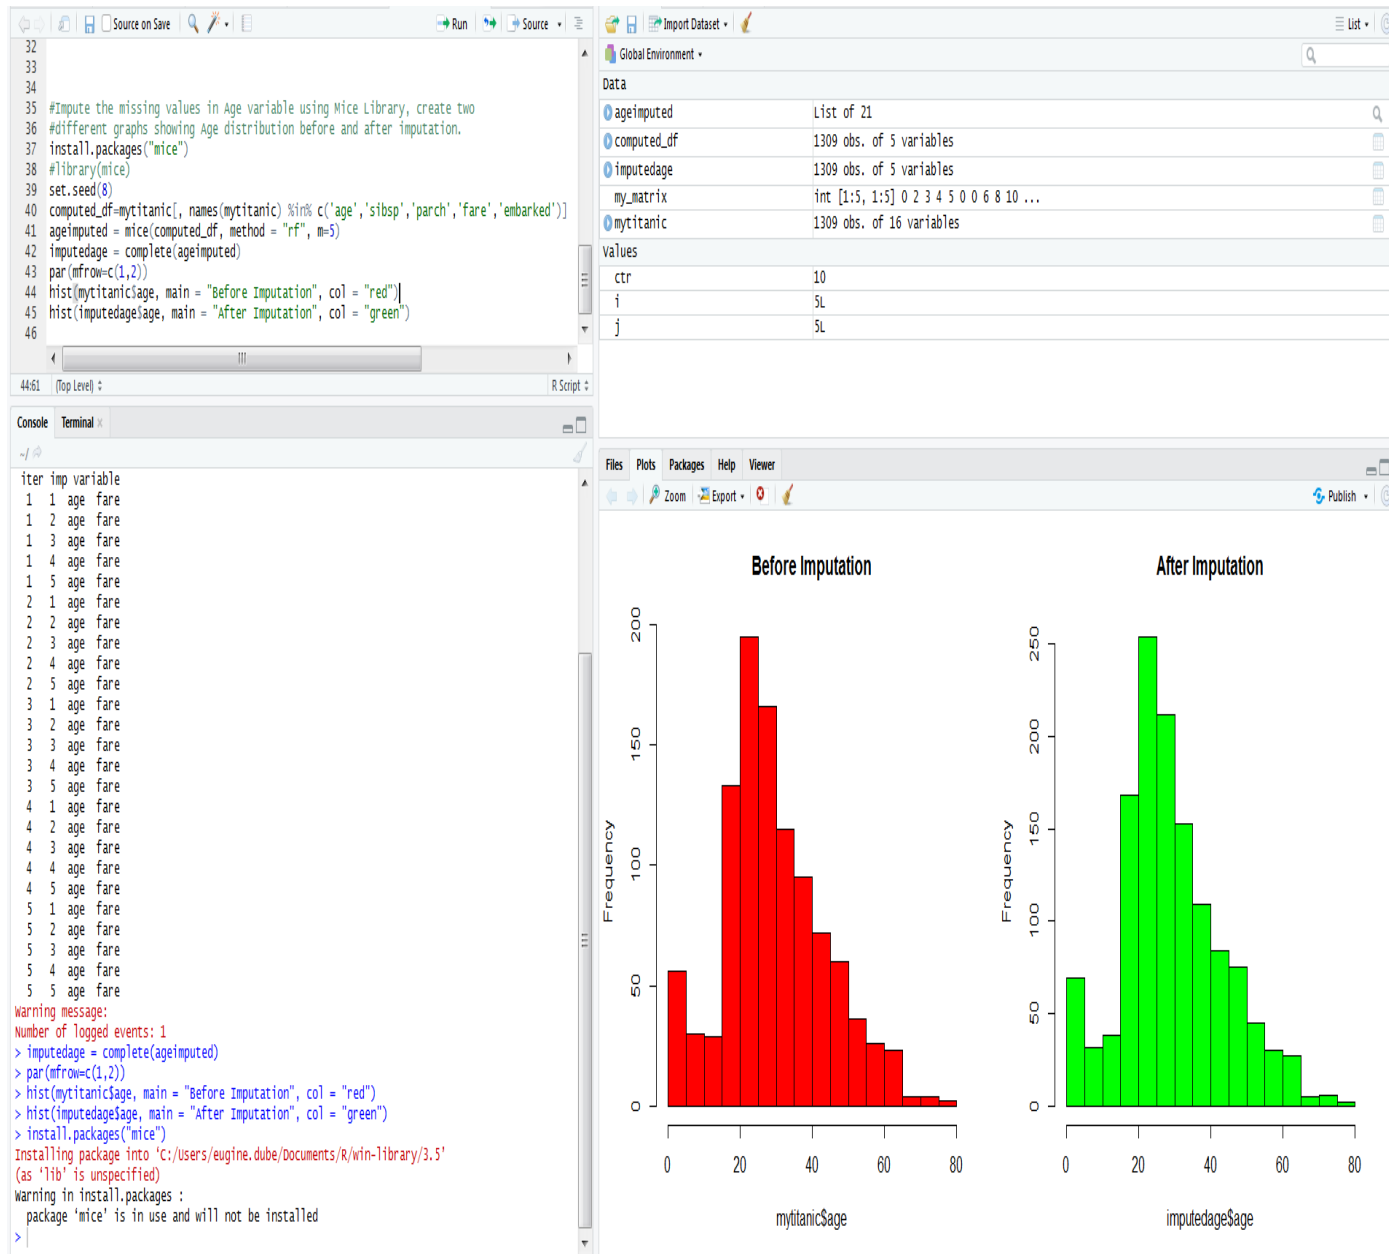 Source on Save
Run
Source
32
33
34
35 #Impute the missing values in Age variable using Mice Library, create two
36 #different graphs showing Age distribution before and after imputation.
37 install.packages("mice")
38 #library(mice)
39 set.seed(8)
40 computed_df=mytitanic[, names(mytitanic) %in% c('age','sibsp','parch','fare','embarked')]
41 ageimputed = mice(computed_df, method = "rf", m=5)
42 imputedage = complete(ageimputed)
43 par(mfrow=c(1,2))
44 hist(mytitanic$age, main = "Before Imputation", col = "red")
45 hist(imputedage$age, main = "After Imputation", col = "green")
46
44:61 (Top Level) R Script
Console Terminal
~/
iter imp variable
1 1 age fare
1 2 age fare
1 3 age fare
1 4 age fare
1 5 age fare
2 1 age fare
2 2 age fare
2 3 age fare
2 4 age fare
2 5 age fare
3 1 age fare
3 2 age fare
3 3 age fare
3 4 age fare
3 5 age fare
4 1 age fare
4 2 age fare
4 3 age fare
4 4 age fare
4 5 age fare
5 1 age fare
5 2 age fare
5 3 age fare
5 4 age fare
5 5 age fare
Warning message:
Number of logged events: 1
> imputedage = complete(ageimputed)
> par(mfrow=c(1,2))
> hist(mytitanic$age, main = "Before Imputation", col = "red")
> hist(imputedage$age, main = "After Imputation", col = "green")
> install.packages("mice")
Installing package into ‘C:/Users/eugine.dube/Documents/R/win-library/3.5’
(as ‘lib’ is unspecified)
Warning in install.packages :
package ‘mice’ is in use and will not be installed
>
Import Dataset
List
Global Environment
Data
ageimputed List of 21
computed_df 1309 obs. of 5 variables
imputedage 1309 obs. of 5 variables
my_matrix int [1:5, 1:5] 0 2 3 4 5 0 0 6 8 10 ...
mytitanic 1309 obs. of 16 variables
Values
ctr 10
i 5L
j 5L
Files Plots Packages Help Viewer
Zoom Export Publish
Before Imputation
Frequency
200
150
100
50
0
0 20 40 60 80
mytitanic$age
After Imputation
Frequency
250
200
150
100
50
0
0 20 40 60 80
imputedage$age